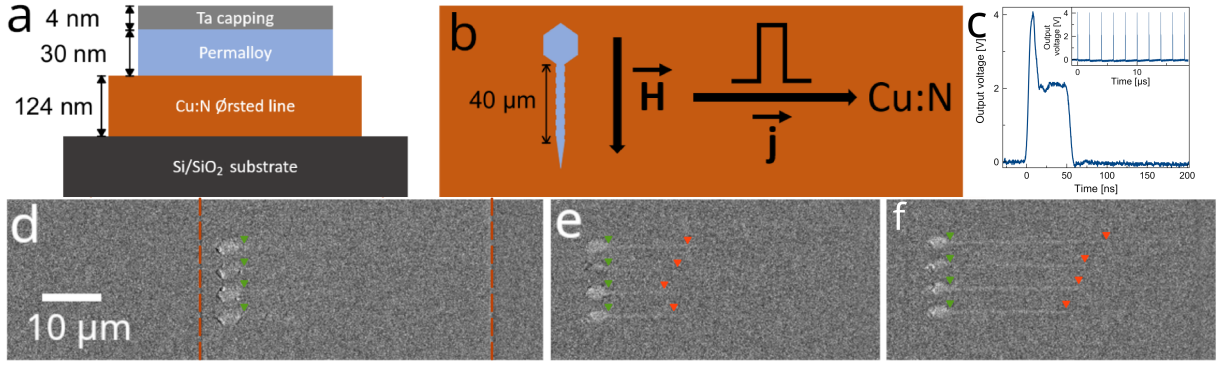 a
4 nm
Ta capping
30 nm
Permalloy
124 nm
Cu:N Ørsted line
Si/SiO₂ substrate
b
40 µm
H
j
Cu:N
c
Output voltage [V]
4
2
0
0
50
100
150
200
Time [ns]
Output
voltage [V]
4
2
0
0
10
Time [µs]
d
10 µm
e
f